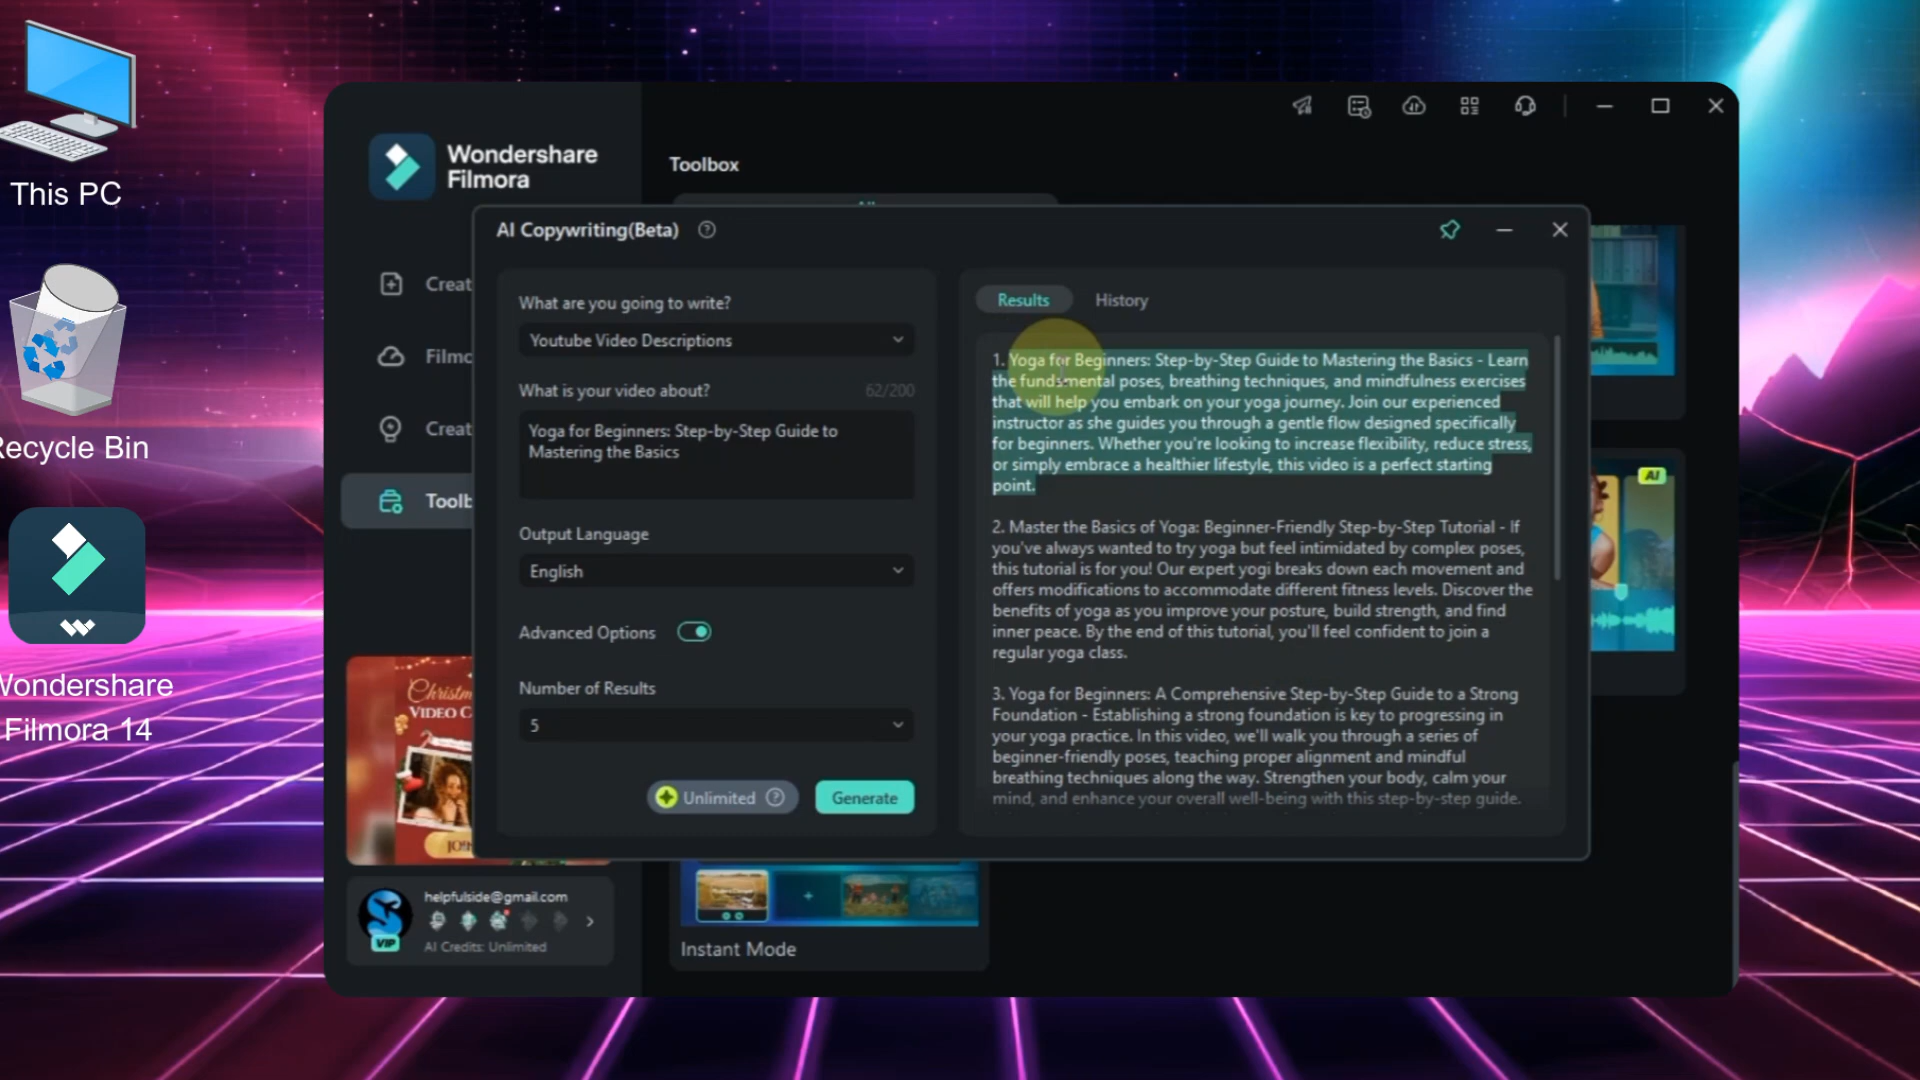 This PC
Recycle Bin
Wondershare
Filmora 14
Wondershare
Filmora
Toolbox
AI Copywriting(Beta)
What are you going to write?
Youtube Video Descriptions
What is your video about?
62/200
Yoga for Beginners: Step-by-Step Guide to
Mastering the Basics
Output Language
English
Advanced Options
Number of Results
5
Unlimited
Generate
Results
History
1. Yoga for Beginners: Step-by-Step Guide to Mastering the Basics - Learn
the fundamental poses, breathing techniques, and mindfulness exercises
that will help you embark on your yoga journey. Join our experienced
instructor as she guides you through a gentle flow designed specifically
for beginners. Whether you're looking to increase flexibility, reduce stress,
or simply embrace a healthier lifestyle, this video is a perfect starting
point.
2. Master the Basics of Yoga: Beginner-Friendly Step-by-Step Tutorial - If
you've always wanted to try yoga but feel intimidated by complex poses,
this tutorial is for you! Our expert yogi breaks down each movement and
offers modifications to accommodate different fitness levels. Discover the
benefits of yoga as you improve your posture, build strength, and find
inner peace. By the end of this tutorial, you'll feel confident to join a
regular yoga class.
3. Yoga for Beginners: A Comprehensive Step-by-Step Guide to a Strong
Foundation - Establishing a strong foundation is key to progressing in
your yoga practice. In this video, we'll walk you through a series of
beginner-friendly poses, teaching proper alignment and mindful
breathing techniques along the way. Strengthen your body, calm your
mind, and enhance your overall well-being with this step-by-step guide.
Creat
Filmo
Creat
Toolb
Christm
VIDEO C
JOIN
AI
helpfulside@gmail.com
VIP
AI Credits: Unlimited
Instant Mode